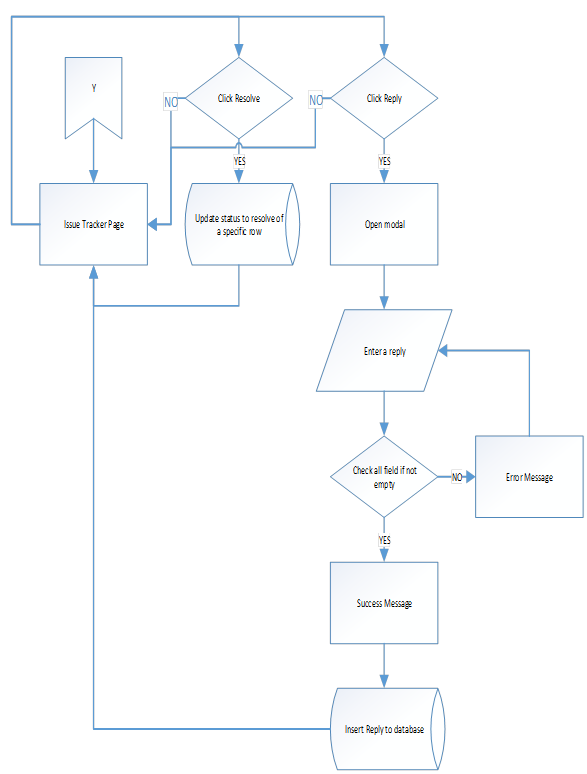 Y
NO
Click Resolve
NO
Click Reply
YES
YES
Issue Tracker Page
Update status to resolve of
a specific row
Open modal
Enter a reply
Check all field if not
empty
NO
Error Message
YES
Success Message
Insert Reply to database